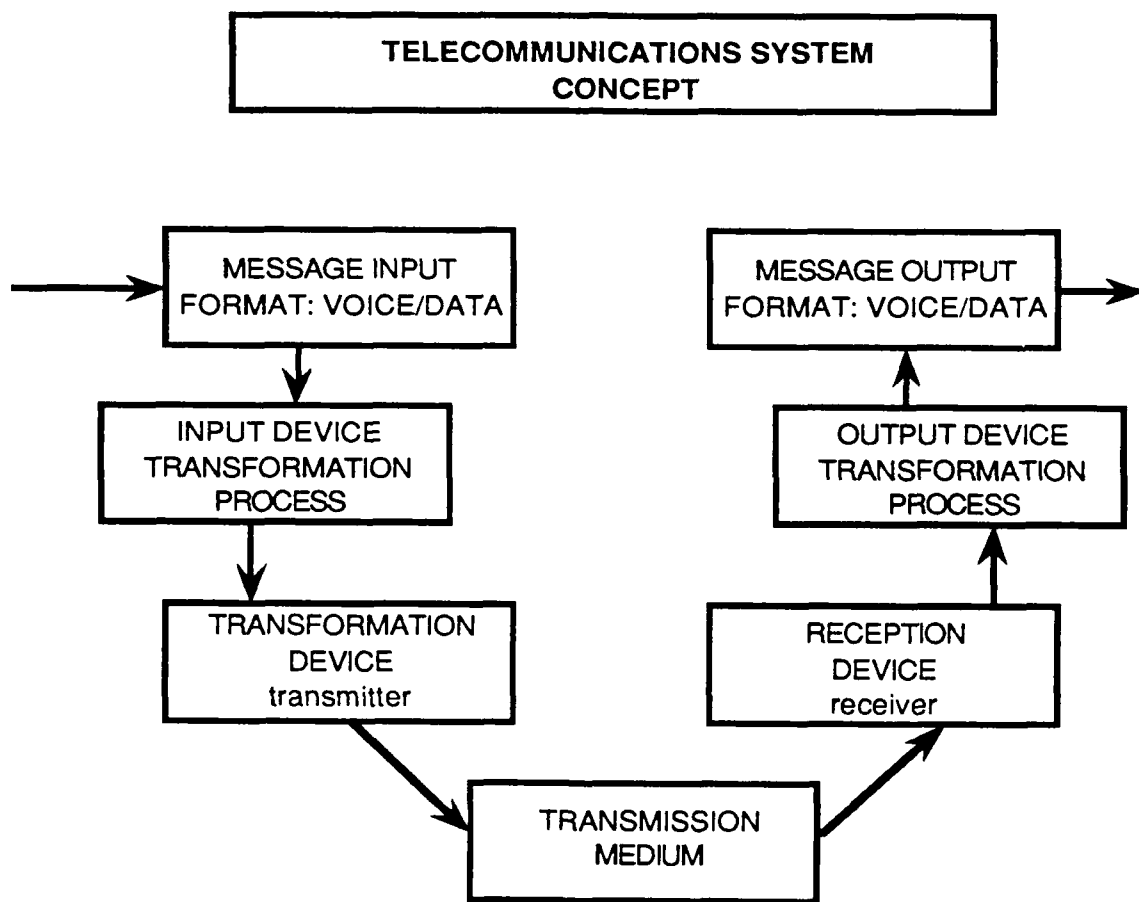 TELECOMMUNICATIONS SYSTEM
CONCEPT
MESSAGE INPUT
FORMAT: VOICE/DATA
INPUT DEVICE
TRANSFORMATION
PROCESS
TRANSFORMATION
DEVICE
transmitter
TRANSMISSION
MEDIUM
RECEPTION
DEVICE
receiver
OUTPUT DEVICE
TRANSFORMATION
PROCESS
MESSAGE OUTPUT
FORMAT: VOICE/DATA